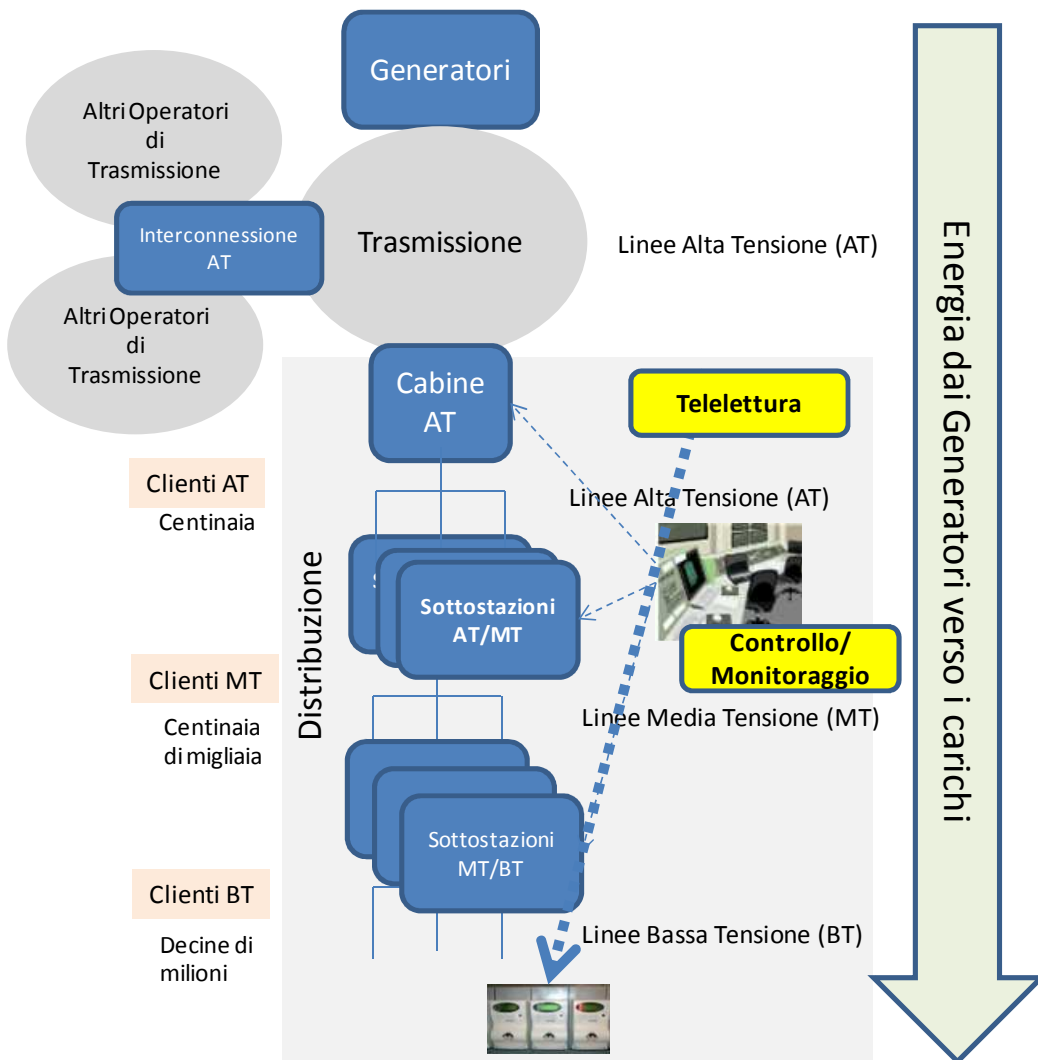 Generatori
Altri Operatori
di
Trasmissione
Interconnessione
AT
Trasmissione
Linee Alta Tensione (AT)
Altri Operatori
di
Trasmissione
Energia dai Generatori verso i carichi
Cabine
AT
Telelettura
Clienti AT
Centinaia
Linee Alta Tensione (AT)
Distribuzione
S
Sottostazioni
AT/MT
Controllo/
Monitoraggio
Clienti MT
Centinaia
di migliaia
Linee Media Tensione (MT)
Sottostazioni
MT/BT
Clienti BT
Decine di
milioni
Linee Bassa Tensione (BT)